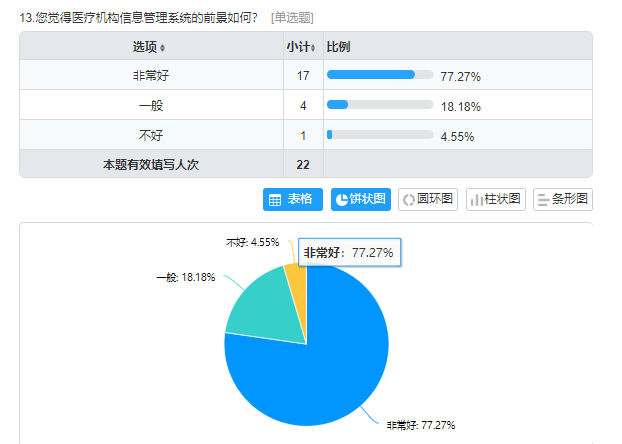 13.您觉得医疗机构信息管理系统的前景如何? [单选题]
选项 小计 比例
非常好 17 77.27%
一般 4 18.18%
不好 1 4.55%
本题有效填写人次 22
表格 饼状图 圆环图 柱状图 条形图
不好: 4.55%
非常好: 77.27%
一般: 18.18%
非常好: 77.27%